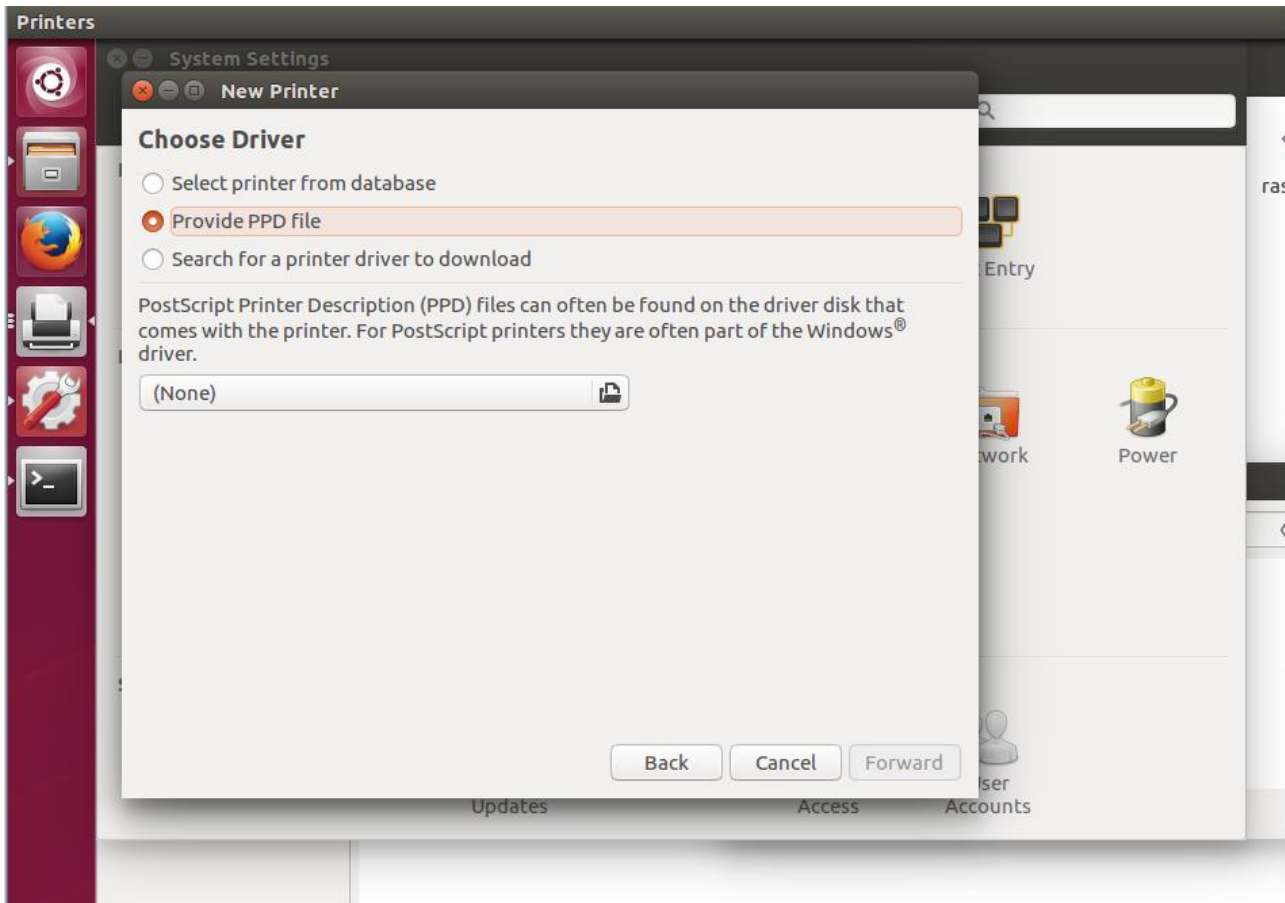 Printers
System Settings
New Printer
Choose Driver
Select printer from database
Provide PPD file
Search for a printer driver to download
PostScript Printer Description (PPD) files can often be found on the driver disk that
comes with the printer. For PostScript printers they are often part of the Windows®
driver.
(None)
Back Cancel Forward
ras
Entry
Power
>_
Updates
Access
Accounts